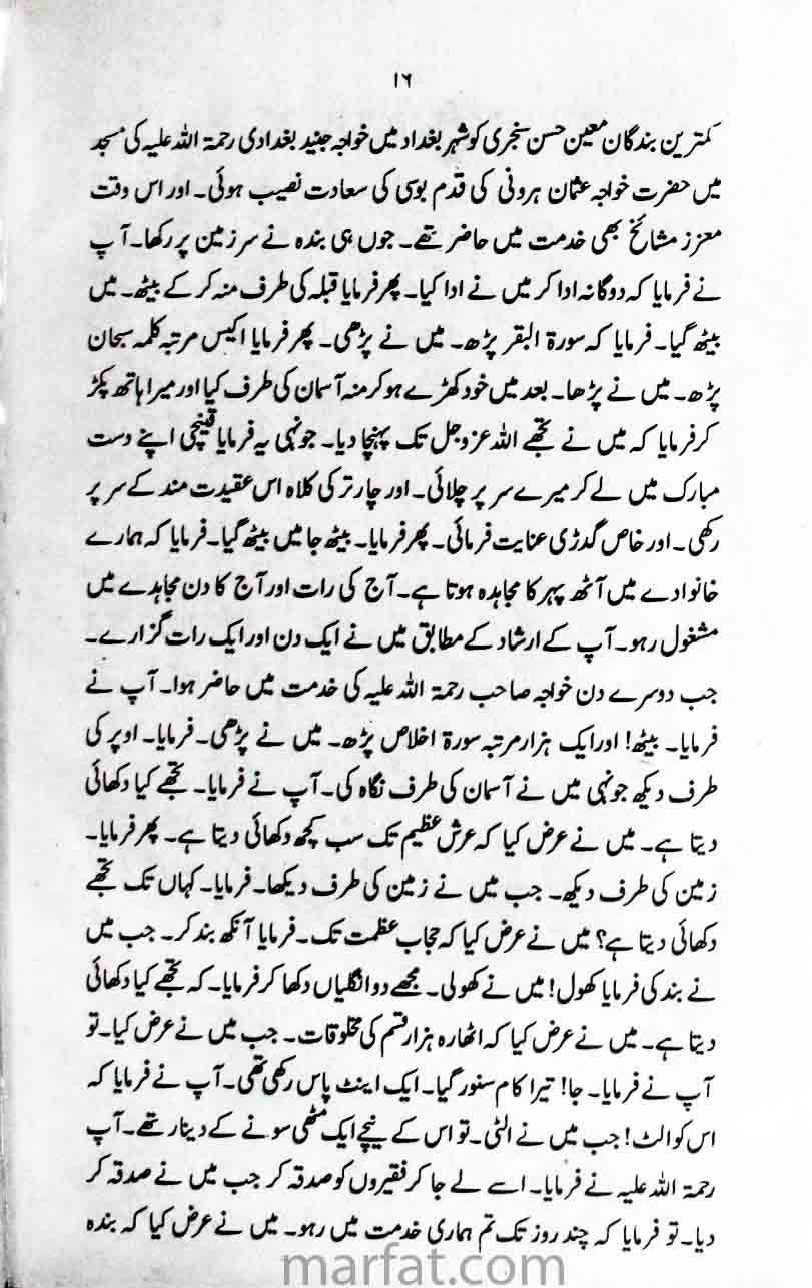 ۱٦
کمترین بندگان معین حسن سنجری کو شہر بغداد میں خواجہ جنید بغدادی رحمۃ اللہ علیہ کی مسجد
میں حضرت خواجہ عثمان ہرونی کی قدم بوسی کی سعادت نصیب ہوئی۔ اور اس وقت
معزز مشائخ بھی خدمت میں حاضر تھے۔ جوں ہی بندہ نے سر زمین پر رکھا۔ آپ
نے فرمایا کہ دوگانہ ادا کر میں نے ادا کیا۔ پھر فرمایا قبلہ کی طرف منہ کر کے بیٹھ۔ میں
بیٹھ گیا۔ فرمایا کہ سورۃ البقر پڑھ۔ میں نے پڑھی۔ پھر فرمایا اکیس مرتبہ کلمہ سبحان
پڑھ۔ میں نے پڑھا۔ بعد میں خود کھڑے ہو کر منہ آسمان کی طرف کیا اور میرا ہاتھ پکڑ
کر فرمایا کہ میں نے تجھے اللہ عزوجل تک پہنچا دیا۔ جونہی یہ فرمایا قینچی اپنے دست
مبارک میں لے کر میرے سر پر چلائی۔ اور چار ترکی کلاہ اس عقیدت مند کے سر پر
رکھی۔ اور خاص گدڑی عنایت فرمائی۔ پھر فرمایا۔ بیٹھ جا میں بیٹھ گیا۔ فرمایا کہ ہمارے
خانوادے میں آٹھ پہر کا مجاہدہ ہوتا ہے۔ آج کی رات اور آج کا دن مجاہدے میں
مشغول رہو۔ آپ کے ارشاد کے مطابق میں نے ایک دن اور ایک رات گزارے۔
جب دوسرے دن خواجہ صاحب رحمۃ اللہ علیہ کی خدمت میں حاضر ہوا۔ آپ نے
فرمایا۔ بیٹھ! اور ایک ہزار مرتبہ سورۃ اخلاص پڑھ۔ میں نے پڑھی۔ فرمایا۔ اوپر کی
طرف دیکھ جونہی میں نے آسمان کی طرف نگاہ کی۔ آپ نے فرمایا۔ تجھے کیا دکھائی
دیتا ہے۔ میں نے عرض کیا کہ عرش عظیم تک سب کچھ دکھائی دیتا ہے۔ پھر فرمایا۔
زمین کی طرف دیکھ۔ جب میں نے زمین کی طرف دیکھا۔ فرمایا۔ کہاں تک تجھے
دکھائی دیتا ہے؟ میں نے عرض کیا کہ حجاب عظمت تک۔ فرمایا آنکھ بند کر۔ جب میں
نے بند کی فرمایا کھول! میں نے کھولی۔ مجھے دو انگلیاں دکھا کر فرمایا۔ کہ تجھے کیا دکھائی
دیتا ہے۔ میں نے عرض کیا کہ اٹھارہ ہزار قسم کی مخلوقات۔ جب میں نے عرض کیا۔ تو
آپ نے فرمایا۔ جا! تیرا کام سنور گیا۔ ایک اینٹ پاس رکھی تھی۔ آپ نے فرمایا کہ
اس کو الٹ! جب میں نے الٹی۔ تو اس کے نیچے ایک مٹھی سونے کے دینار تھے۔ آپ
رحمۃ اللہ علیہ نے فرمایا۔ اسے لے جا کر فقیروں کو صدقہ کر جب میں نے صدقہ کر
دیا۔ تو فرمایا کہ چند روز تک تم ہماری خدمت میں رہو۔ میں نے عرض کیا کہ بندہ
marfat.com